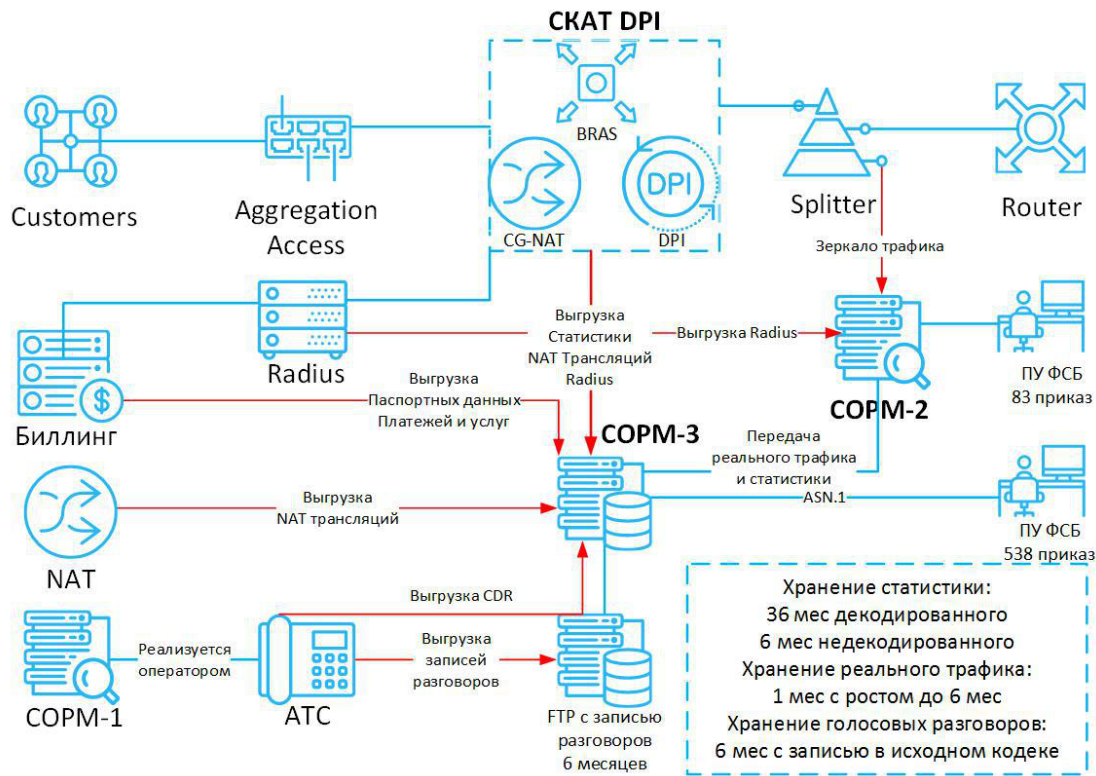 СКАТ DPI
BRAS
CG-NAT
DPI
DPI
Customers
Aggregation
Access
Splitter
Router
Зеркало трафика
Radius
Выгрузка
Статистики
NAT Трансляций
Radius
Выгрузка Radius
СОРМ-2
ПУ ФСБ
83 приказ
Биллинг
$
Выгрузка
Паспортных данных
Платежей и услуг
СОРМ-3
Передача
реального трафика
и статистики
ASN.1
ПУ ФСБ
538 приказ
NAT
Выгрузка
NAT трансляций
Выгрузка CDR
СОРМ-1
Реализуется
оператором
АТС
Выгрузка
записей
разговоров
FTP с записью
разговоров
6 месяцев
Хранение статистики:
36 мес декодированного
6 мес недекодированного
Хранение реального трафика:
1 мес с ростом до 6 мес
Хранение голосовых разговоров:
6 мес с записью в исходном кодеке